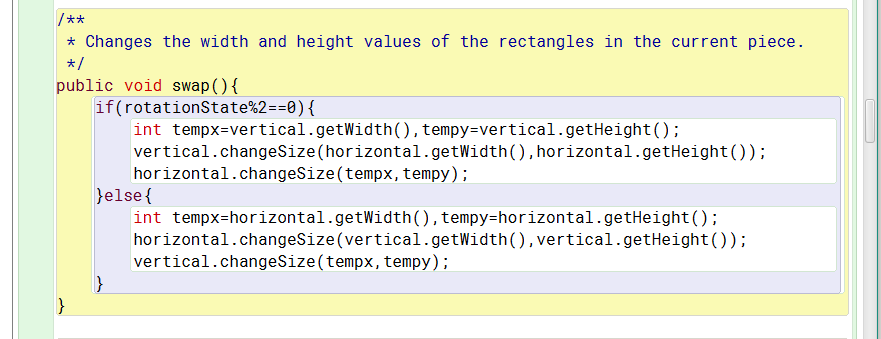 /**
 * Changes the width and height values of the rectangles in the current piece.
 */
public void swap(){
    if(rotationState%2==0){
        int tempx=vertical.getWidth(),tempy=vertical.getHeight();
        vertical.changeSize(horizontal.getWidth(),horizontal.getHeight());
        horizontal.changeSize(tempx,tempy);
    }else{
        int tempx=horizontal.getWidth(),tempy=horizontal.getHeight();
        horizontal.changeSize(vertical.getWidth(),vertical.getHeight());
        vertical.changeSize(tempx,tempy);
    }
}